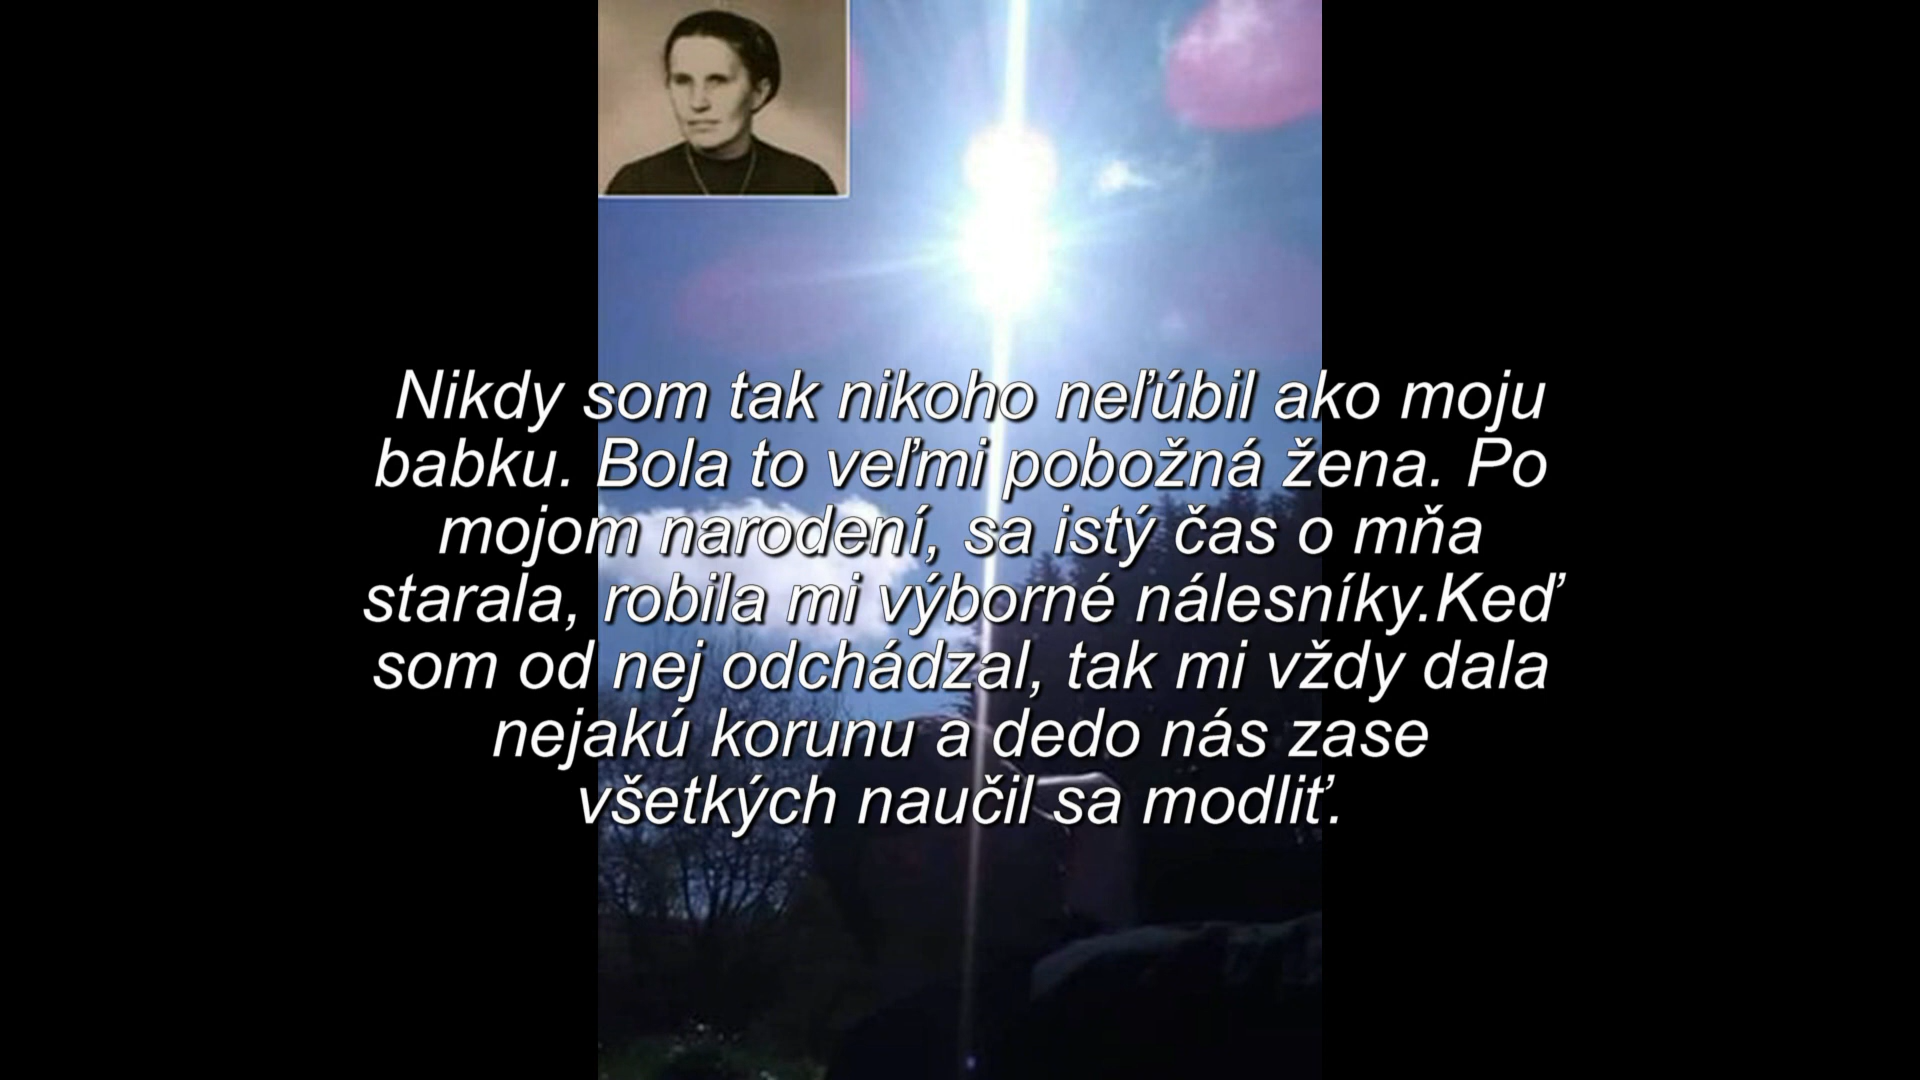 Nikdy som tak nikoho neľúbil ako moju
babku. Bola to veľmi pobožná žena. Po
mojom narodení, sa istý čas o mňa
starala, robila mi výborné nálesníky.Keď
som od nej odchádzal, tak mi vždy dala
nejakú korunu a dedo nás zase
všetkých naučil sa modliť.